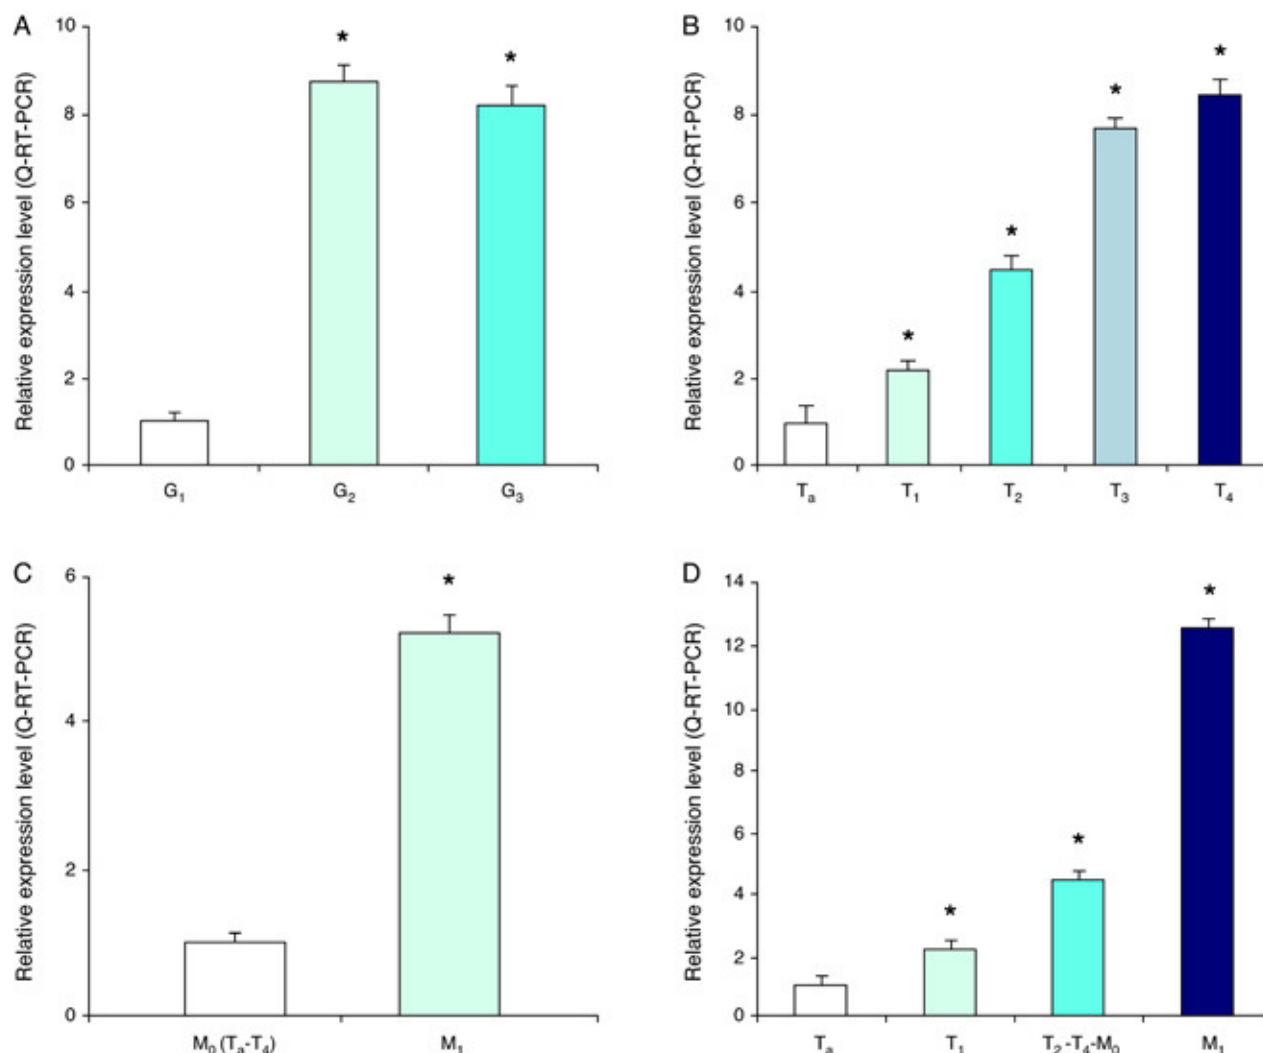 A
Relative expression level (Q-RT-PCR)
10
8
6
4
2
0
*
*
G₁ G₂ G₃
B
Relative expression level (Q-RT-PCR)
10
8
6
4
2
0
*
*
*
*
Tₐ T₁ T₂ T₃ T₄
C
Relative expression level (Q-RT-PCR)
6
4
2
0
*
M₀ (Tₐ-T₄) M₁
D
Relative expression level (Q-RT-PCR)
14
12
10
8
6
4
2
0
*
*
*
Tₐ T₁ T₂-T₄-M₀ M₁